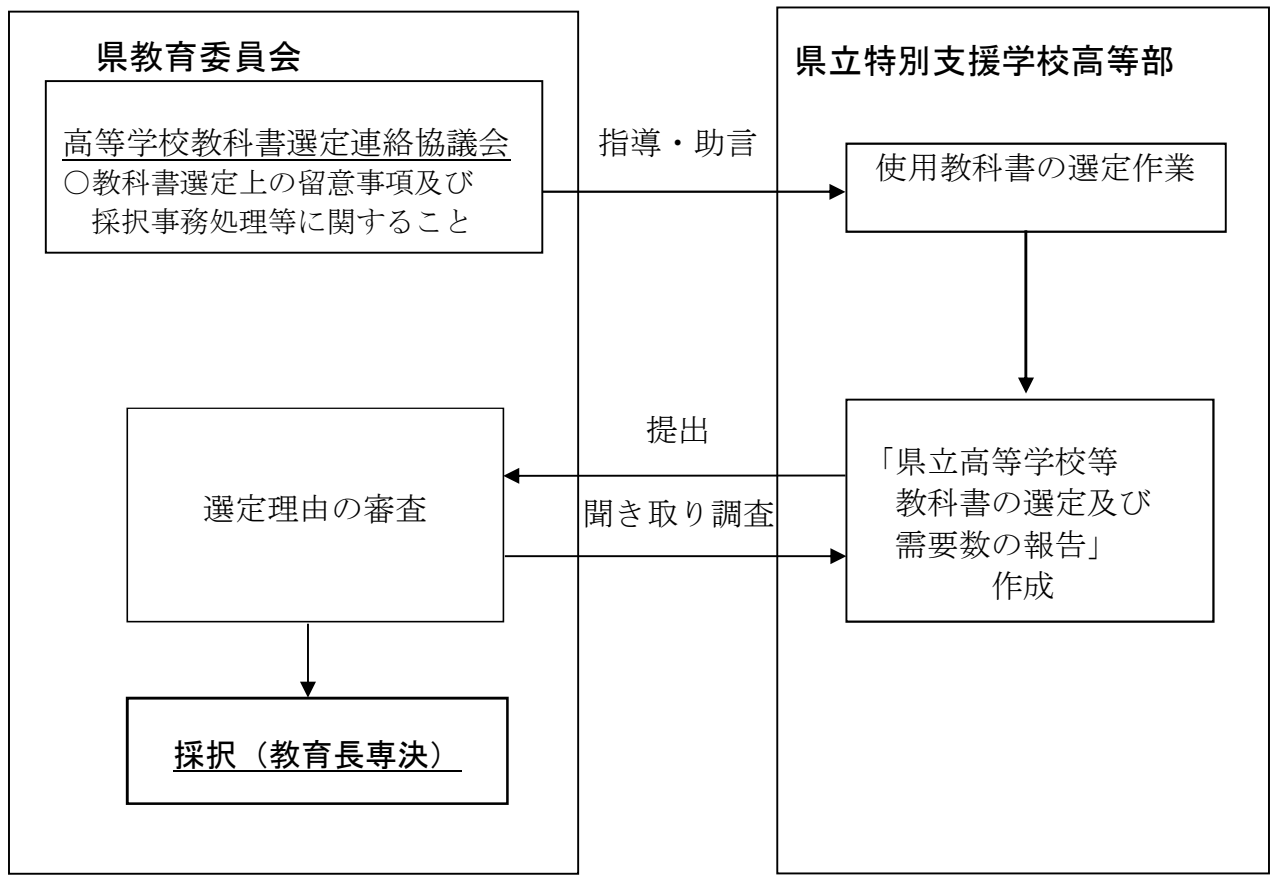 県教育委員会
高等学校教科書選定連絡協議会
○教科書選定上の留意事項及び
採択事務処理等に関すること
指導・助言
県立特別支援学校高等部
使用教科書の選定作業
「県立高等学校等
教科書の選定及び
需要数の報告」
作成
提出
聞き取り調査
選定理由の審査
採択（教育長専決）